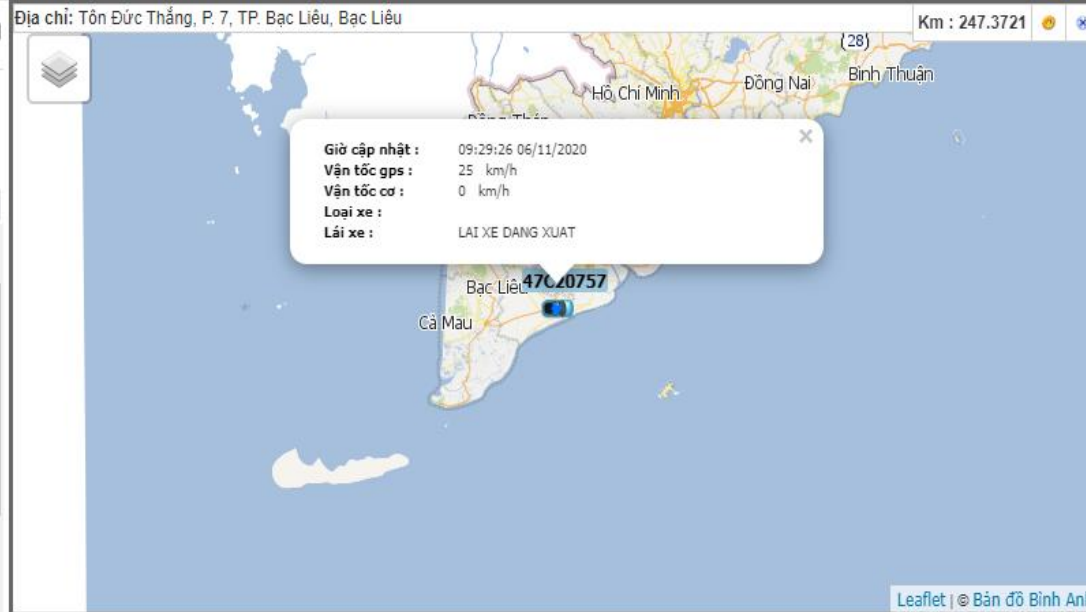 Địa chỉ: Tôn Đức Thắng, P. 7, TP. Bạc Liêu, Bạc Liêu
Km : 247.3721
(28)
Bình Thuận
Đồng Nai
Hồ Chí Minh
Giờ cập nhật : 09:29:26 06/11/2020
Vận tốc gps : 25 km/h
Vận tốc cơ : 0 km/h
Loại xe :
Lái xe : LAI XE DANG XUAT
Bạc Liêu
47C20757
Cà Mau
Leaflet | © Bản đồ Bình An